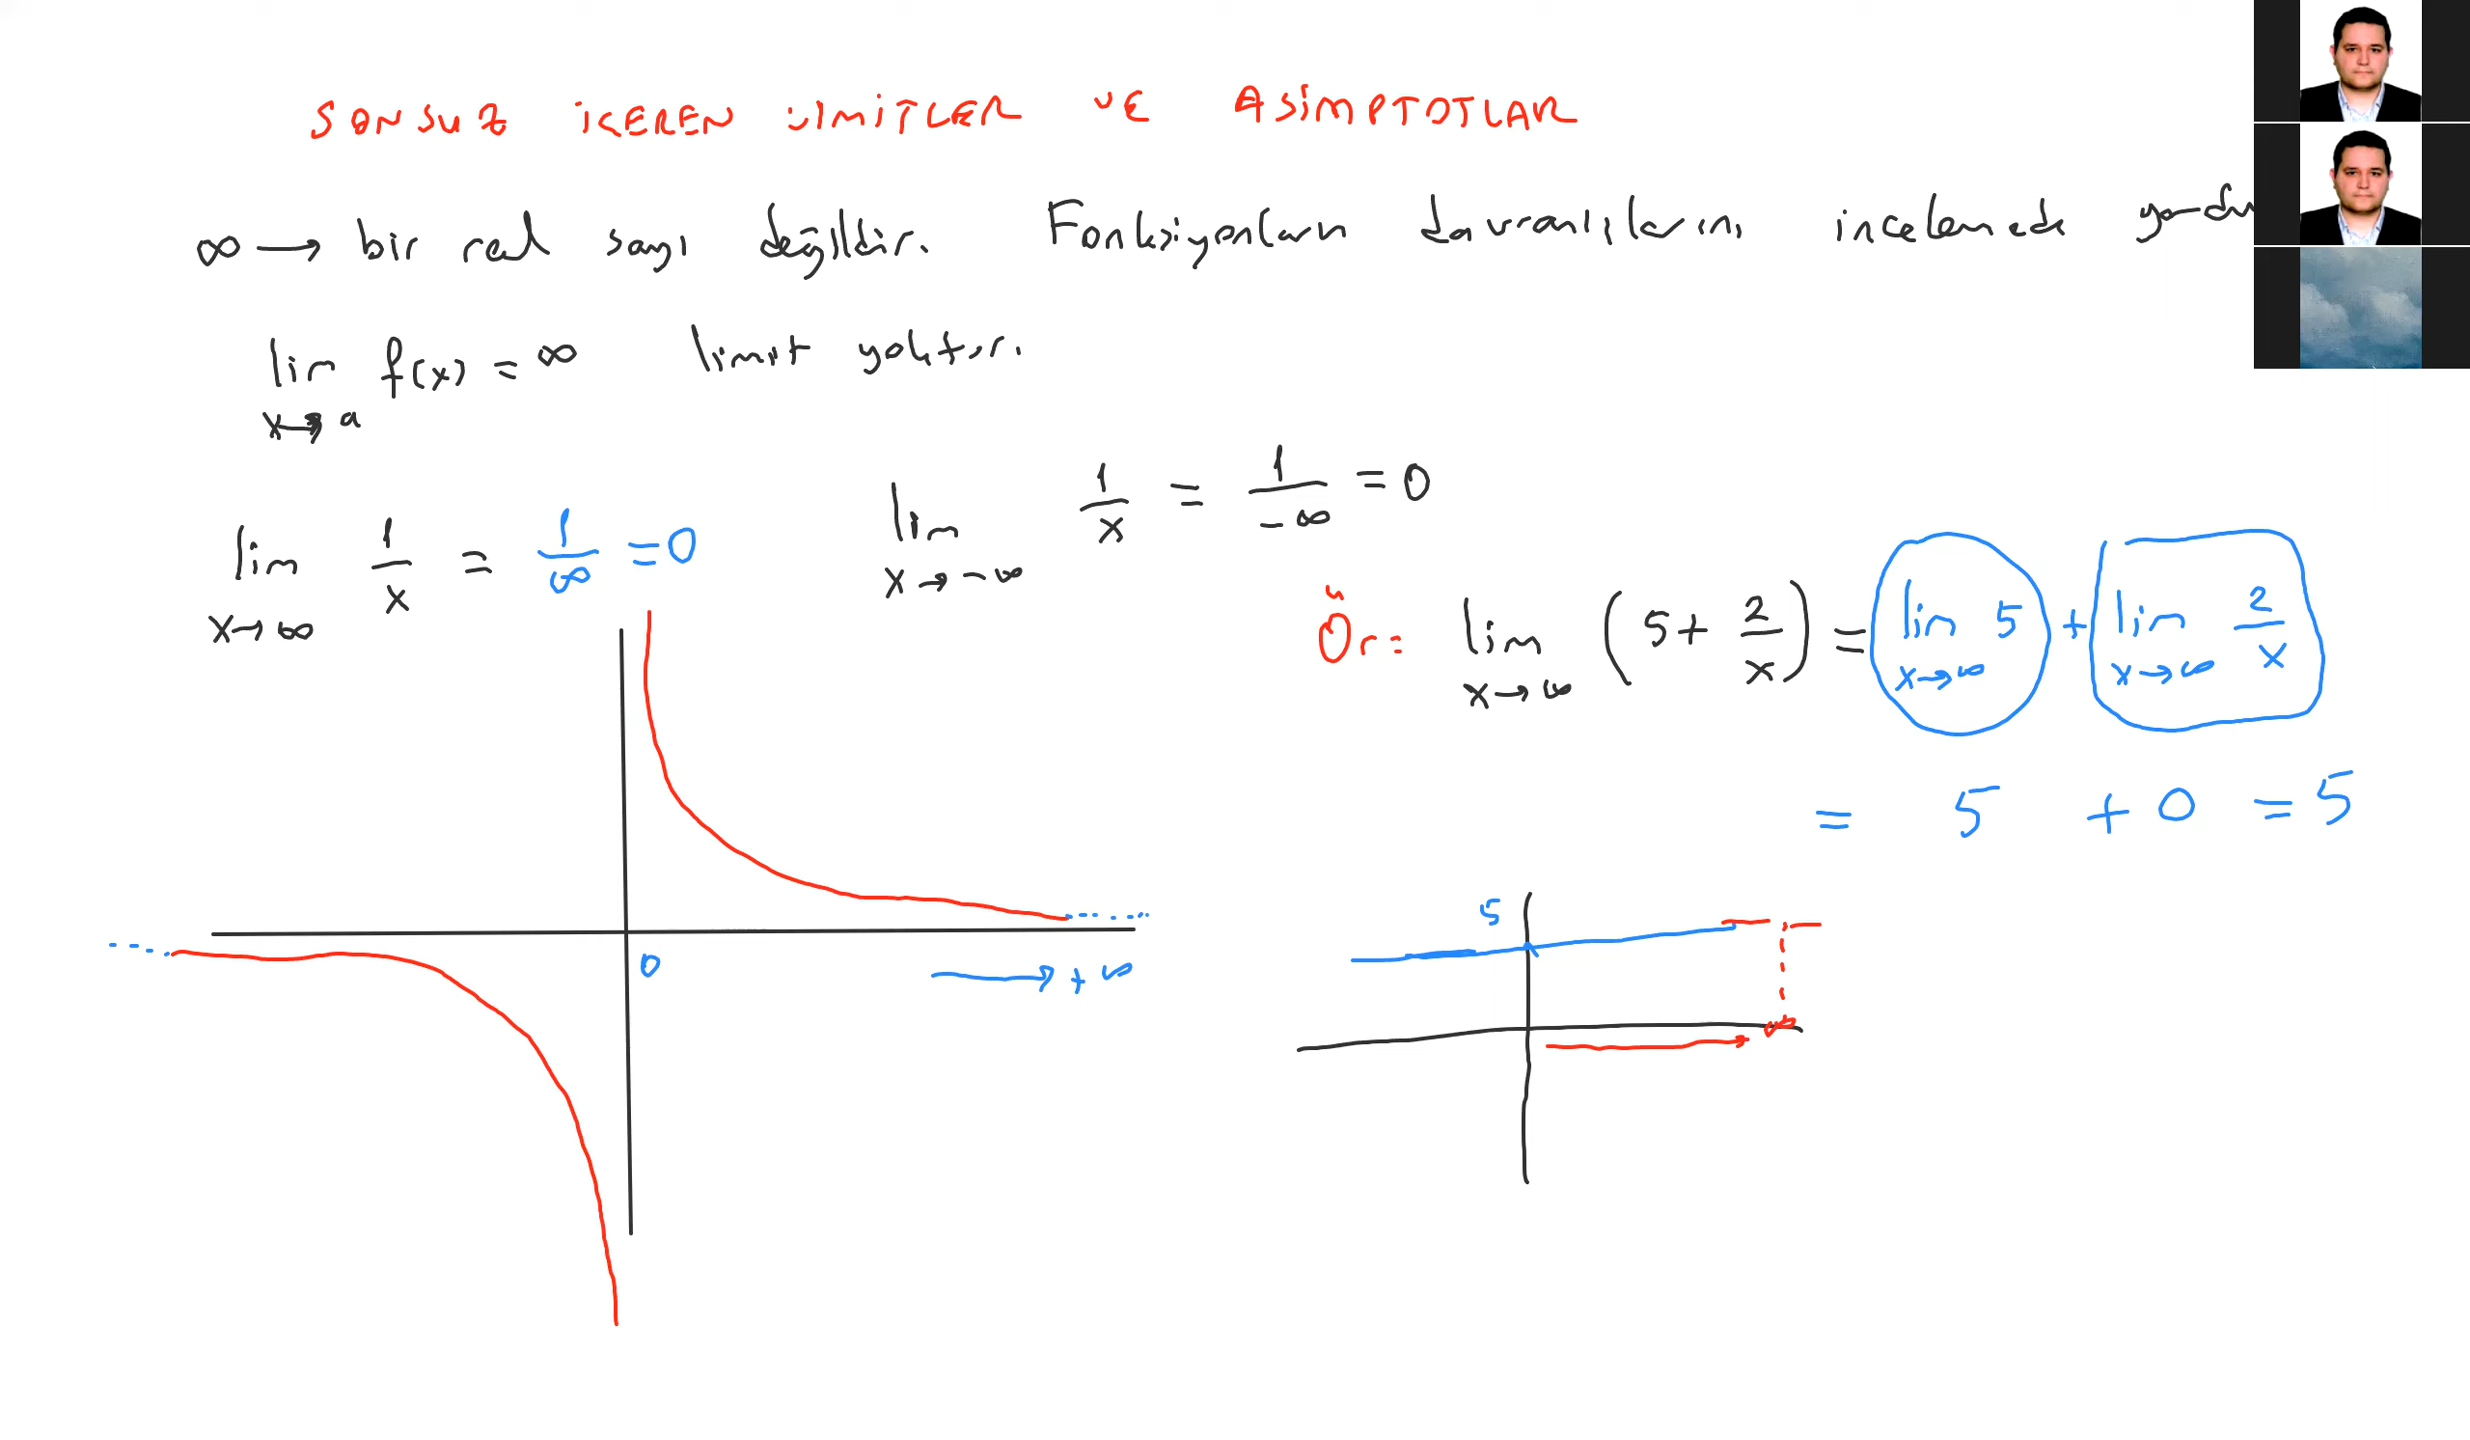 SONSUZ İÇEREN LİMİTLER VE ASİMPTOTLAR
∞ → bir reel sayı değildir. Fonksiyonların davranışlarını incelemede
lim x→a f(x) = ∞ limit yoktur.
lim x→∞ 1/x = 1/∞ = 0
lim x→-∞ 1/x = 1/-∞ = 0
Ör: lim x→∞ (5 + 2/x) = lim x→∞ 5 + lim x→∞ 2/x
= 5 + 0 = 5
0
→ +∞
5